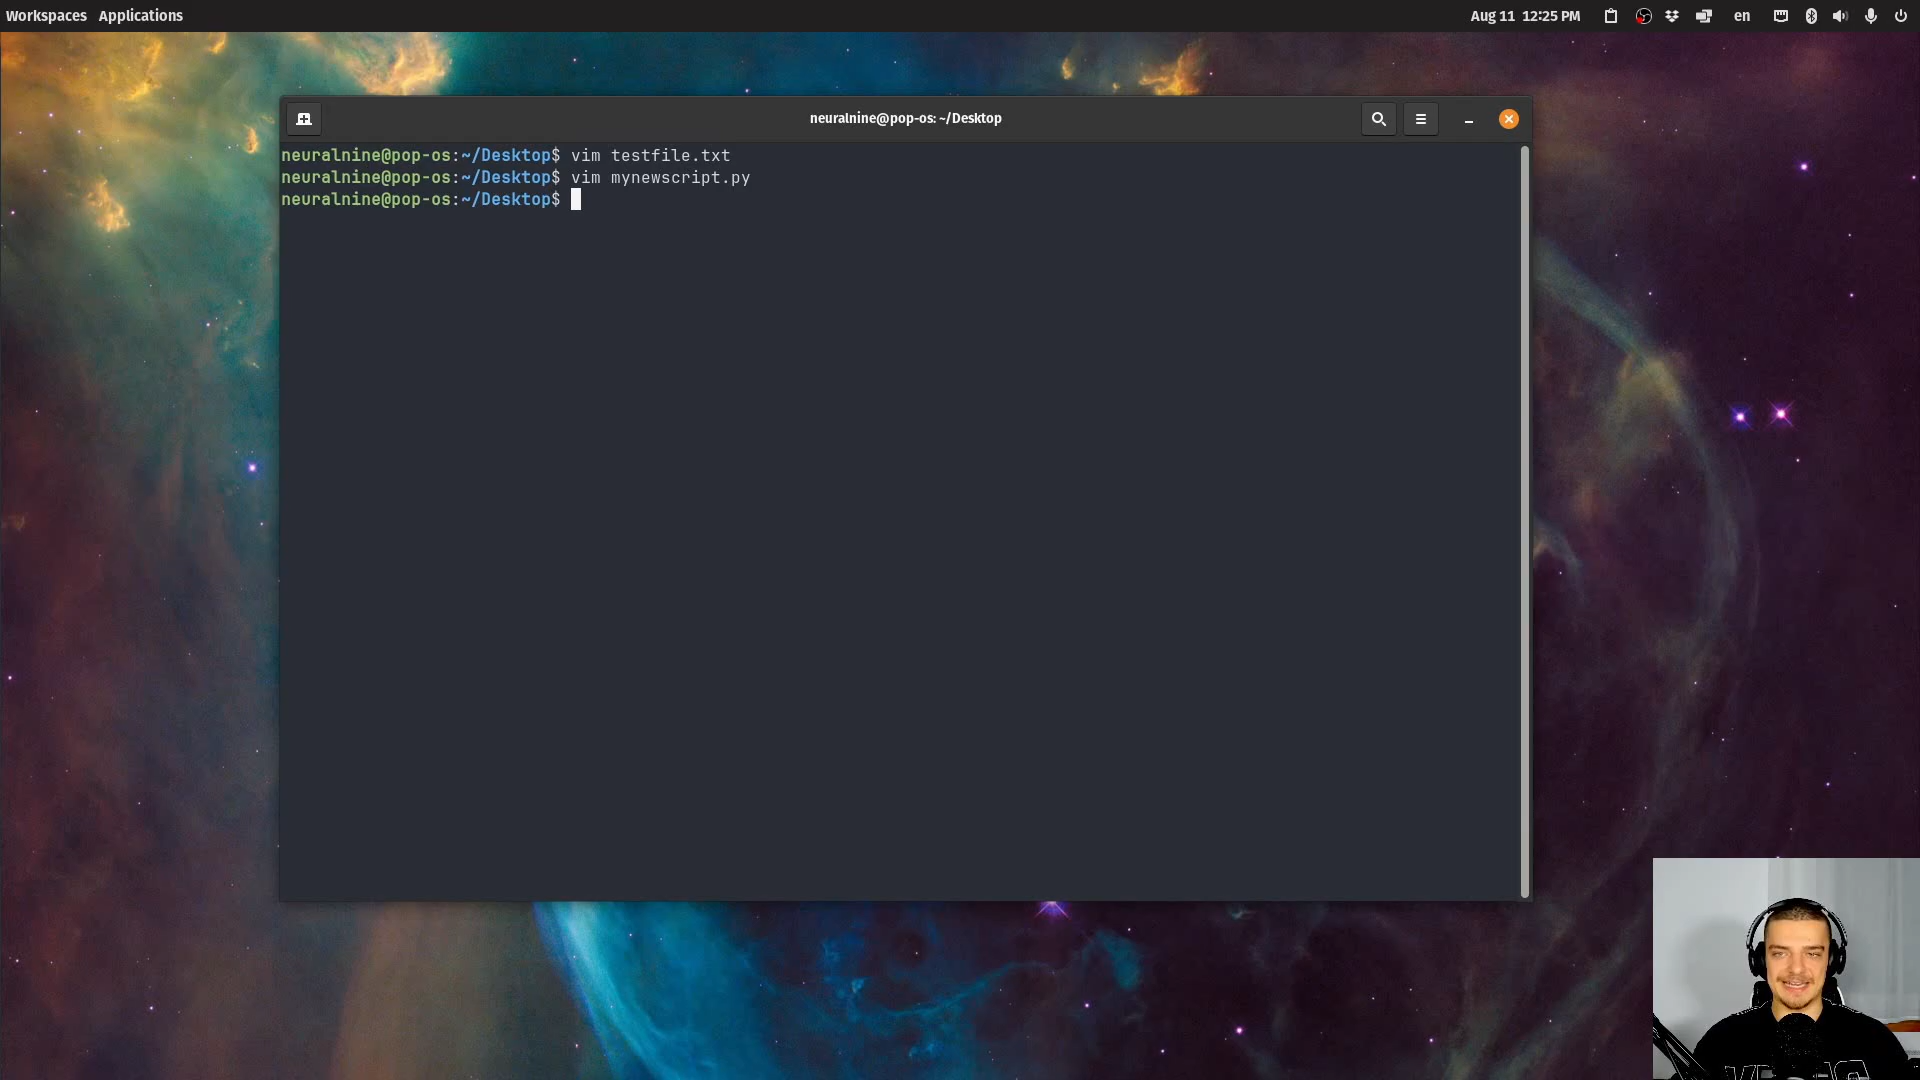 Workspaces Applications Aug 11 12:25 PM en
neuralnine@pop-os: ~/Desktop
neuralnine@pop-os:~/Desktop$ vim testfile.txt
neuralnine@pop-os:~/Desktop$ vim mynewscript.py
neuralnine@pop-os:~/Desktop$